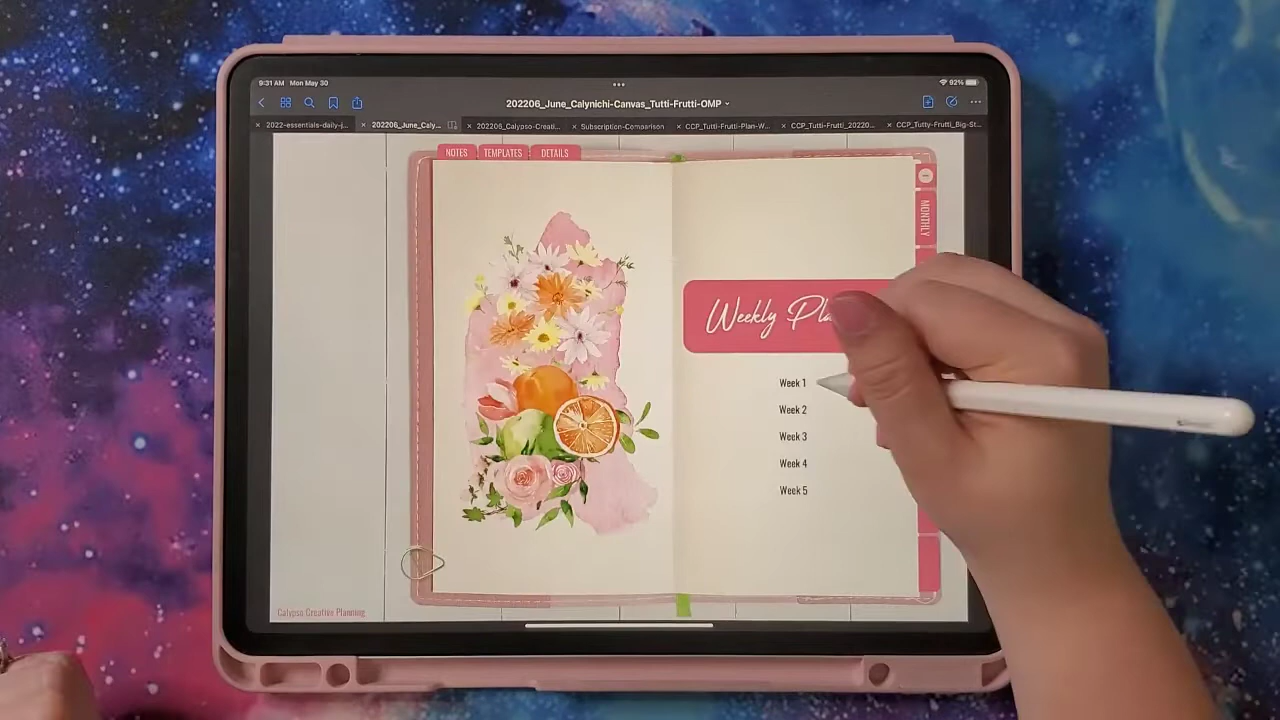 9:31 AM Mon May 30
92%
202206_June_Calynichi-Canvas_Tutti-Frutti-OMP
2022-essentials-daily-j...
202206_June_Caly...
202206_Calypso-Creati...
Subscription-Comparison
CCP_Tutti-Frutti-Plan-W...
CCP_Tutti-Frutti_20220...
CCP_Tutty-Frutti_Big-St...
NOTES
TEMPLATES
DETAILS
MONTHLY
Weekly
Week 1
Week 2
Week 3
Week 4
Week 5
Calypso Creative Planning